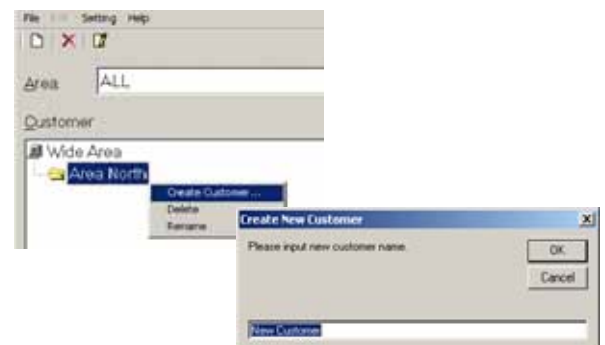 File Setting Help
Area ALL
Customer
Wide Area
Area North
Create Customer...
Delete
Rename
Create New Customer
Please input new customer name.
OK
Cancel
New Customer